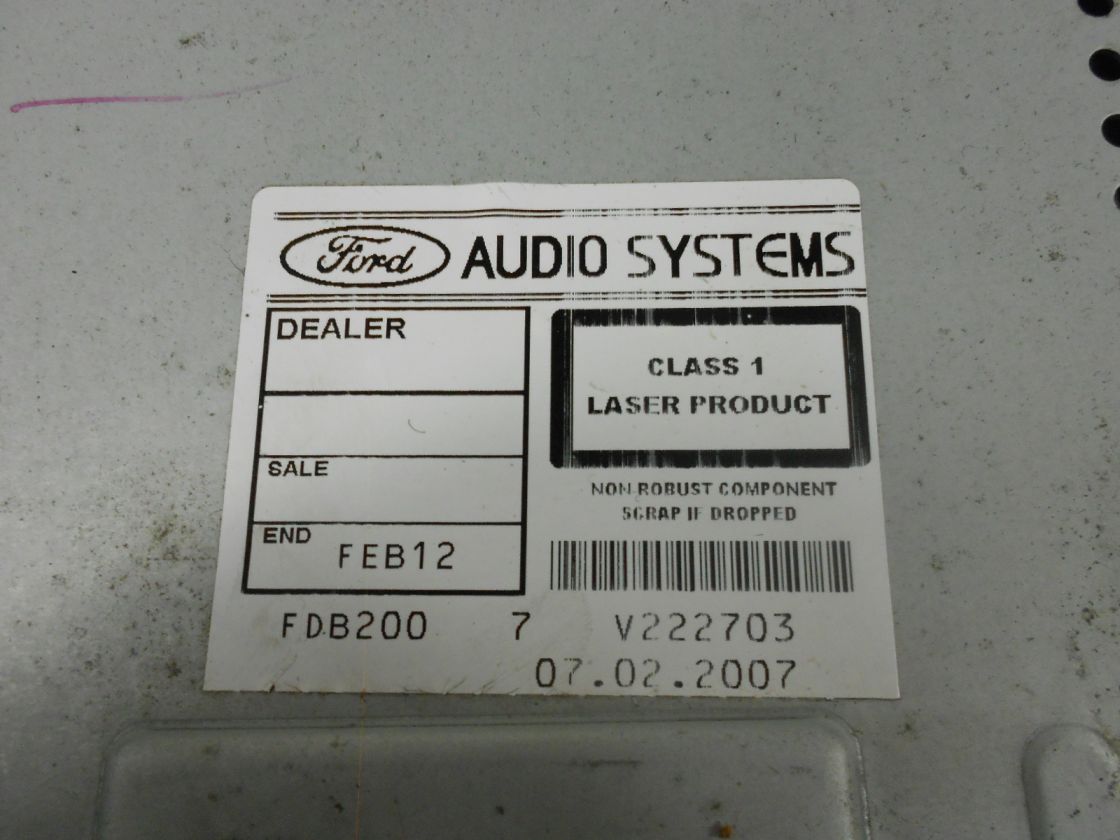 Ford AUDIO SYSTEMS
DEALER
CLASS 1
LASER PRODUCT
SALE
NON ROBUST COMPONENT
SCRAP IF DROPPED
END FEB12
FDB200 7 V222703
07.02.2007